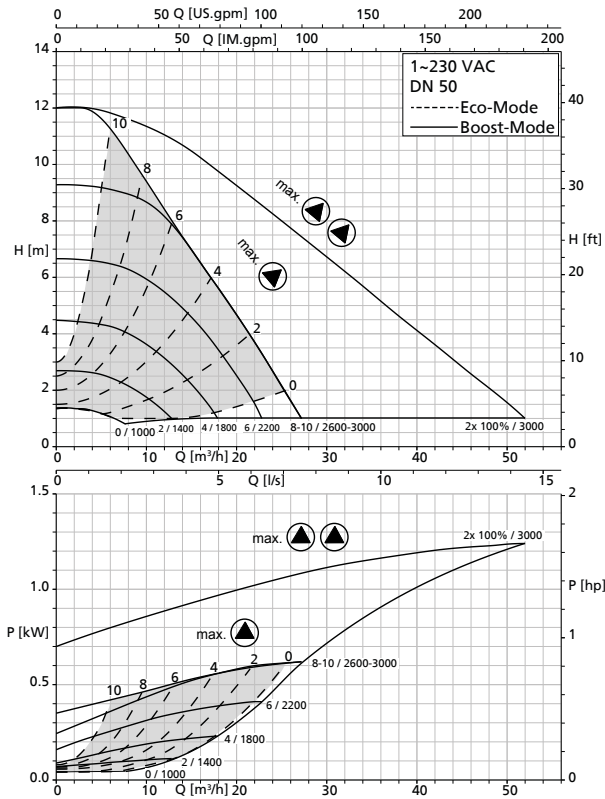 0 50 Q [US.gpm] 100 200
0 50 Q [IM.gpm] 100 150 200
14
12
10
8
H [m]
6
4
2
0
1~230 VAC
DN 50
Eco-Mode
Boost-Mode
40
30
H [ft]
20
10
0
10
8
6
4
2
0
max.
max.
0 / 1000
2 / 1400
4 / 1800
6 / 2200
8-10 / 2600-3000
2x 100% / 3000
0 10 Q [m³/h] 20 30 40 50
0 5 Q [l/s] 10 15
1.5
1.0
P [kW]
0.5
0.0
2
P [hp]
1
0
max.
2x 100% / 3000
max.
10
8
6
4
2
0
8-10 / 2600-3000
6 / 2200
4 / 1800
2 / 1400
0 / 1000
0 10 Q [m³/h] 20 30 40 50